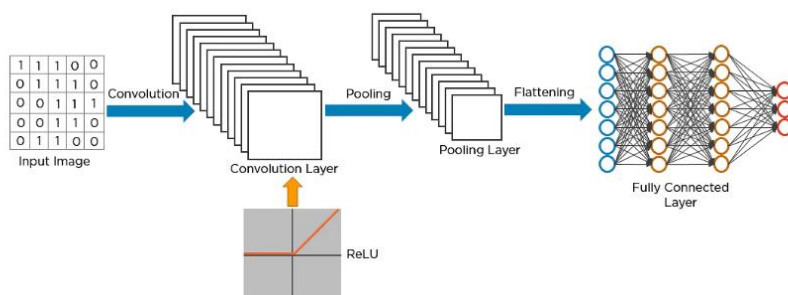 1 1 1 0 0
0 1 1 1 0
0 0 1 1 1
0 0 1 1 0
0 1 1 0 0
Input Image
Convolution
Convolution Layer
ReLU
Pooling
Pooling Layer
Flattening
Fully Connected
Layer